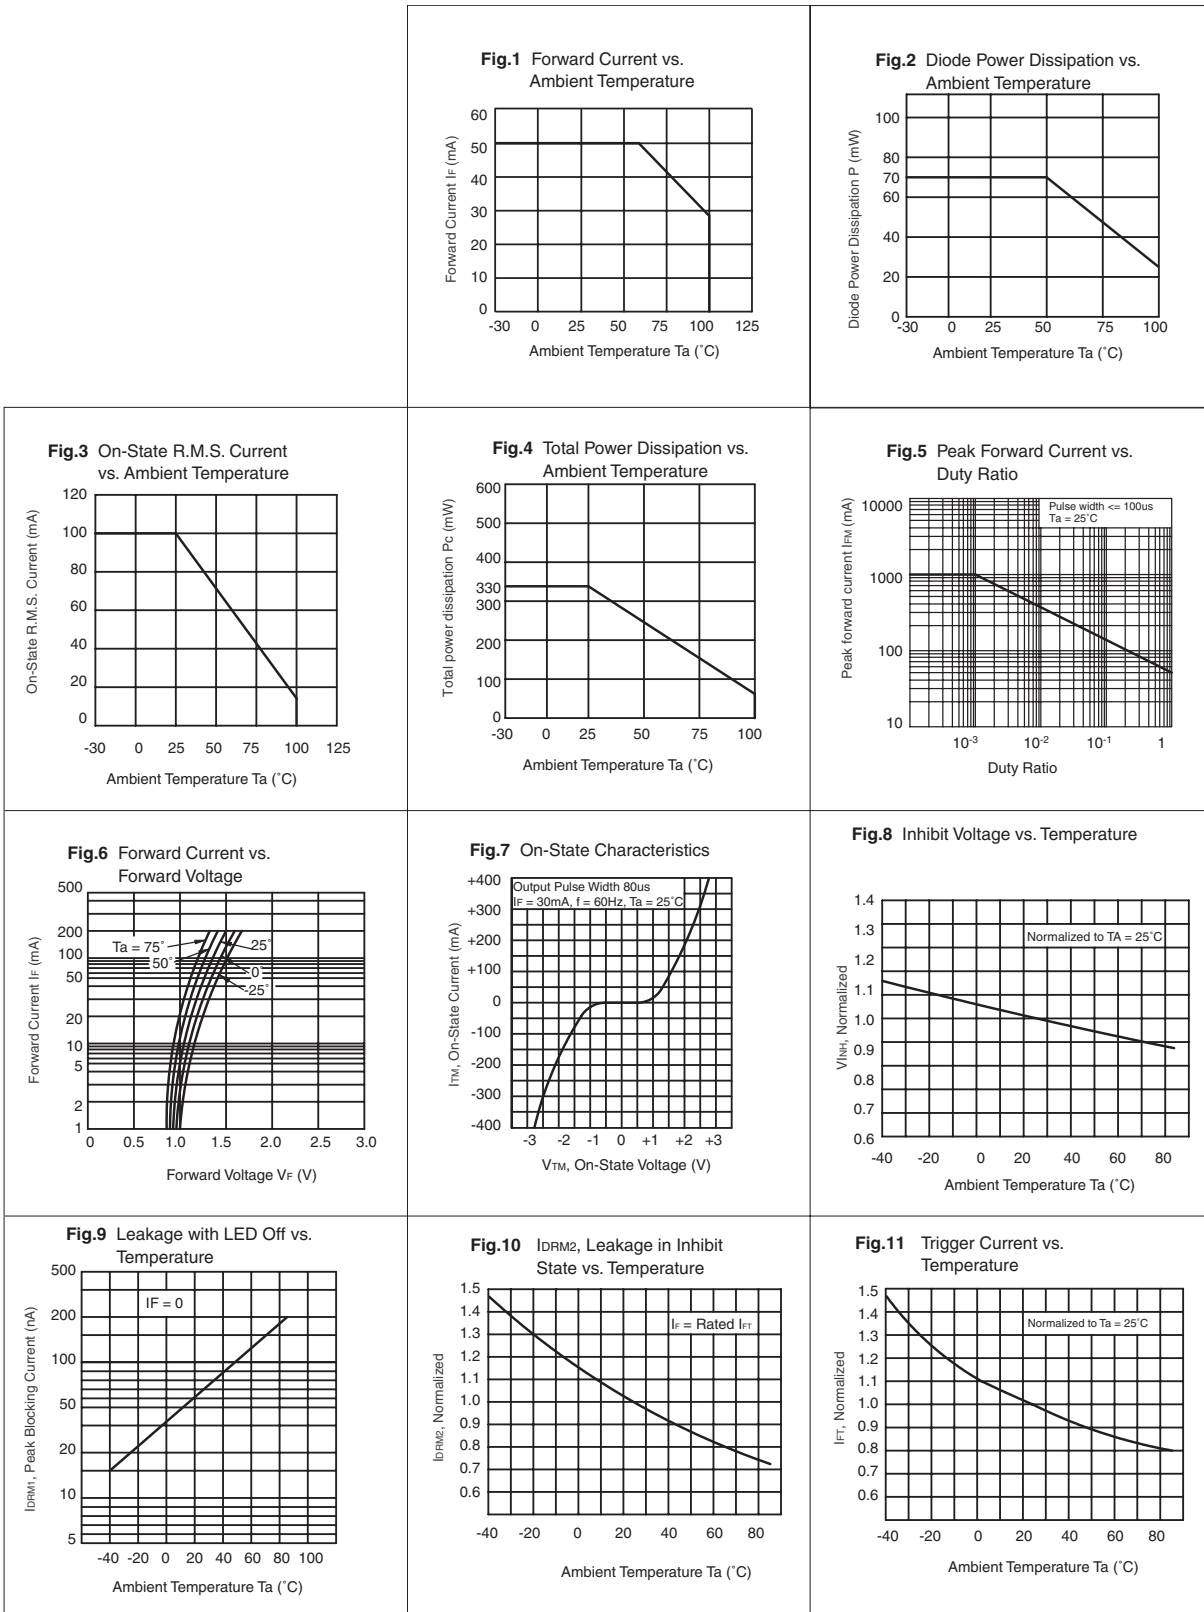 Fig.1 Forward Current vs.
Ambient Temperature
60
50
40
30
20
10
0
Forward Current IF (mA)
-30 0 25 50 75 100 125
Ambient Temperature Ta (˚C)
Fig.2 Diode Power Dissipation vs.
Ambient Temperature
100
80
70
60
40
20
0
Diode Power Dissipation P (mW)
-30 0 25 50 75 100
Ambient Temperature Ta (˚C)
Fig.3 On-State R.M.S. Current
vs. Ambient Temperature
120
100
80
60
40
20
0
On-State R.M.S. Current (mA)
-30 0 25 50 75 100 125
Ambient Temperature Ta (˚C)
Fig.4 Total Power Dissipation vs.
Ambient Temperature
600
500
400
330
300
200
100
0
Total power dissipation Pc (mW)
-30 0 25 50 75 100
Ambient Temperature Ta (˚C)
Fig.5 Peak Forward Current vs.
Duty Ratio
Pulse width <= 100us
Ta = 25˚C
10000
1000
100
10
Peak forward current IFM (mA)
10-3 10-2 10-1 1
Duty Ratio
Fig.6 Forward Current vs.
Forward Voltage
500
200
100
50
20
10
5
2
1
Forward Current IF (mA)
Ta = 75˚
50˚
25˚
0˚
-25˚
0 0.5 1.0 1.5 2.0 2.5 3.0
Forward Voltage VF (V)
Fig.7 On-State Characteristics
Output Pulse Width 80us
IF = 30mA, f = 60Hz, Ta = 25˚C
+400
+300
+200
+100
0
-100
-200
-300
-400
ITM, On-State Current (mA)
-3 -2 -1 0 +1 +2 +3
VTM, On-State Voltage (V)
Fig.8 Inhibit Voltage vs. Temperature
Normalized to TA = 25˚C
1.4
1.3
1.2
1.1
1.0
0.9
0.8
0.7
0.6
VINH, Normalized
-40 -20 0 20 40 60 80
Ambient Temperature Ta (˚C)
Fig.9 Leakage with LED Off vs.
Temperature
IF = 0
500
200
100
50
20
10
5
IDRM1, Peak Blocking Current (nA)
-40 -20 0 20 40 60 80 100
Ambient Temperature Ta (˚C)
Fig.10 IDRM2, Leakage in Inhibit
State vs. Temperature
IF = Rated IFT
1.5
1.4
1.3
1.2
1.1
1.0
0.9
0.8
0.7
0.6
IDRM2, Normalized
-40 -20 0 20 40 60 80
Ambient Temperature Ta (˚C)
Fig.11 Trigger Current vs.
Temperature
Normalized to Ta = 25˚C
1.5
1.4
1.3
1.2
1.1
1.0
0.9
0.8
0.7
0.6
IFT, Normalized
-40 -20 0 20 40 60 80
Ambient Temperature Ta (˚C)